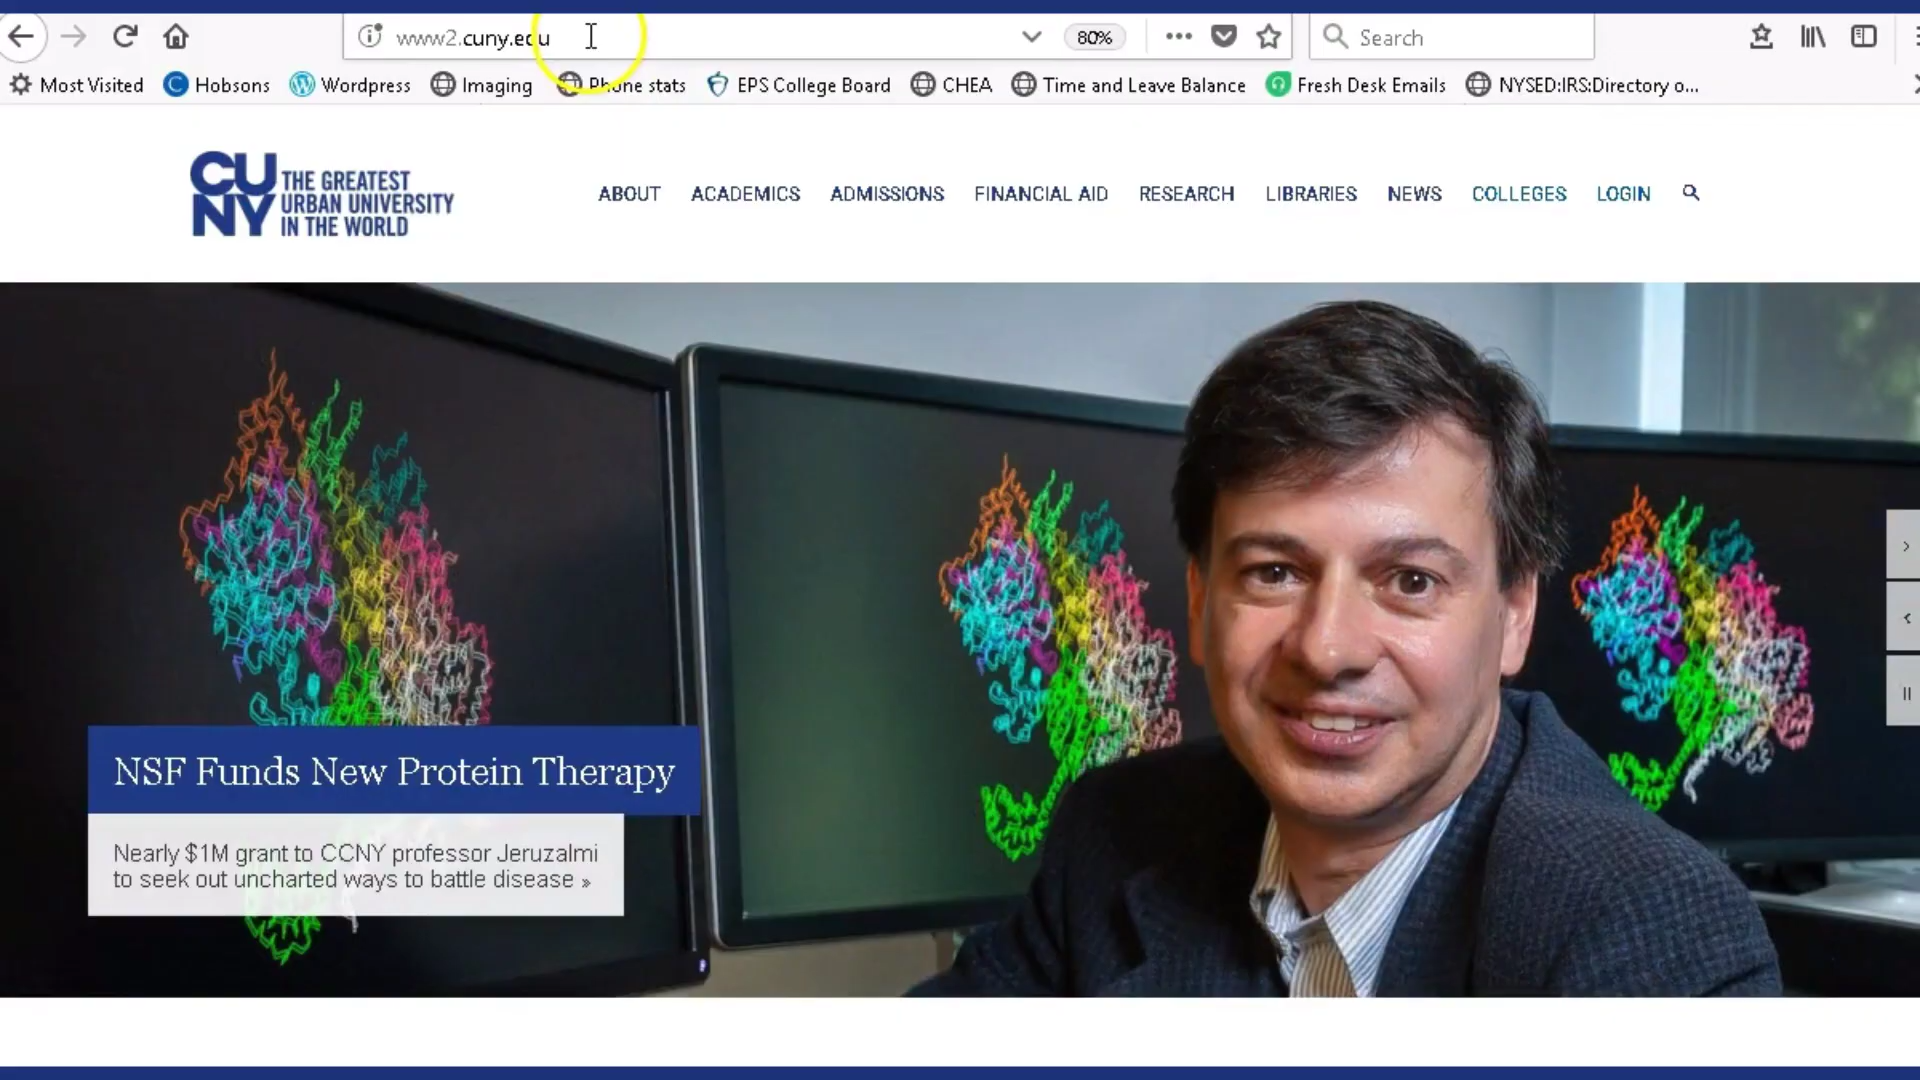 www2.cuny.edu
80%
Search
Most Visited
Hobsons
Wordpress
Imaging
Phone stats
EPS College Board
CHEA
Time and Leave Balance
Fresh Desk Emails
NYSED:IRS:Directory o...
CU
NY
THE GREATEST
URBAN UNIVERSITY
IN THE WORLD
ABOUT
ACADEMICS
ADMISSIONS
FINANCIAL AID
RESEARCH
LIBRARIES
NEWS
COLLEGES
LOGIN
NSF Funds New Protein Therapy
Nearly $1M grant to CCNY professor Jeruzalmi
to seek out uncharted ways to battle disease »